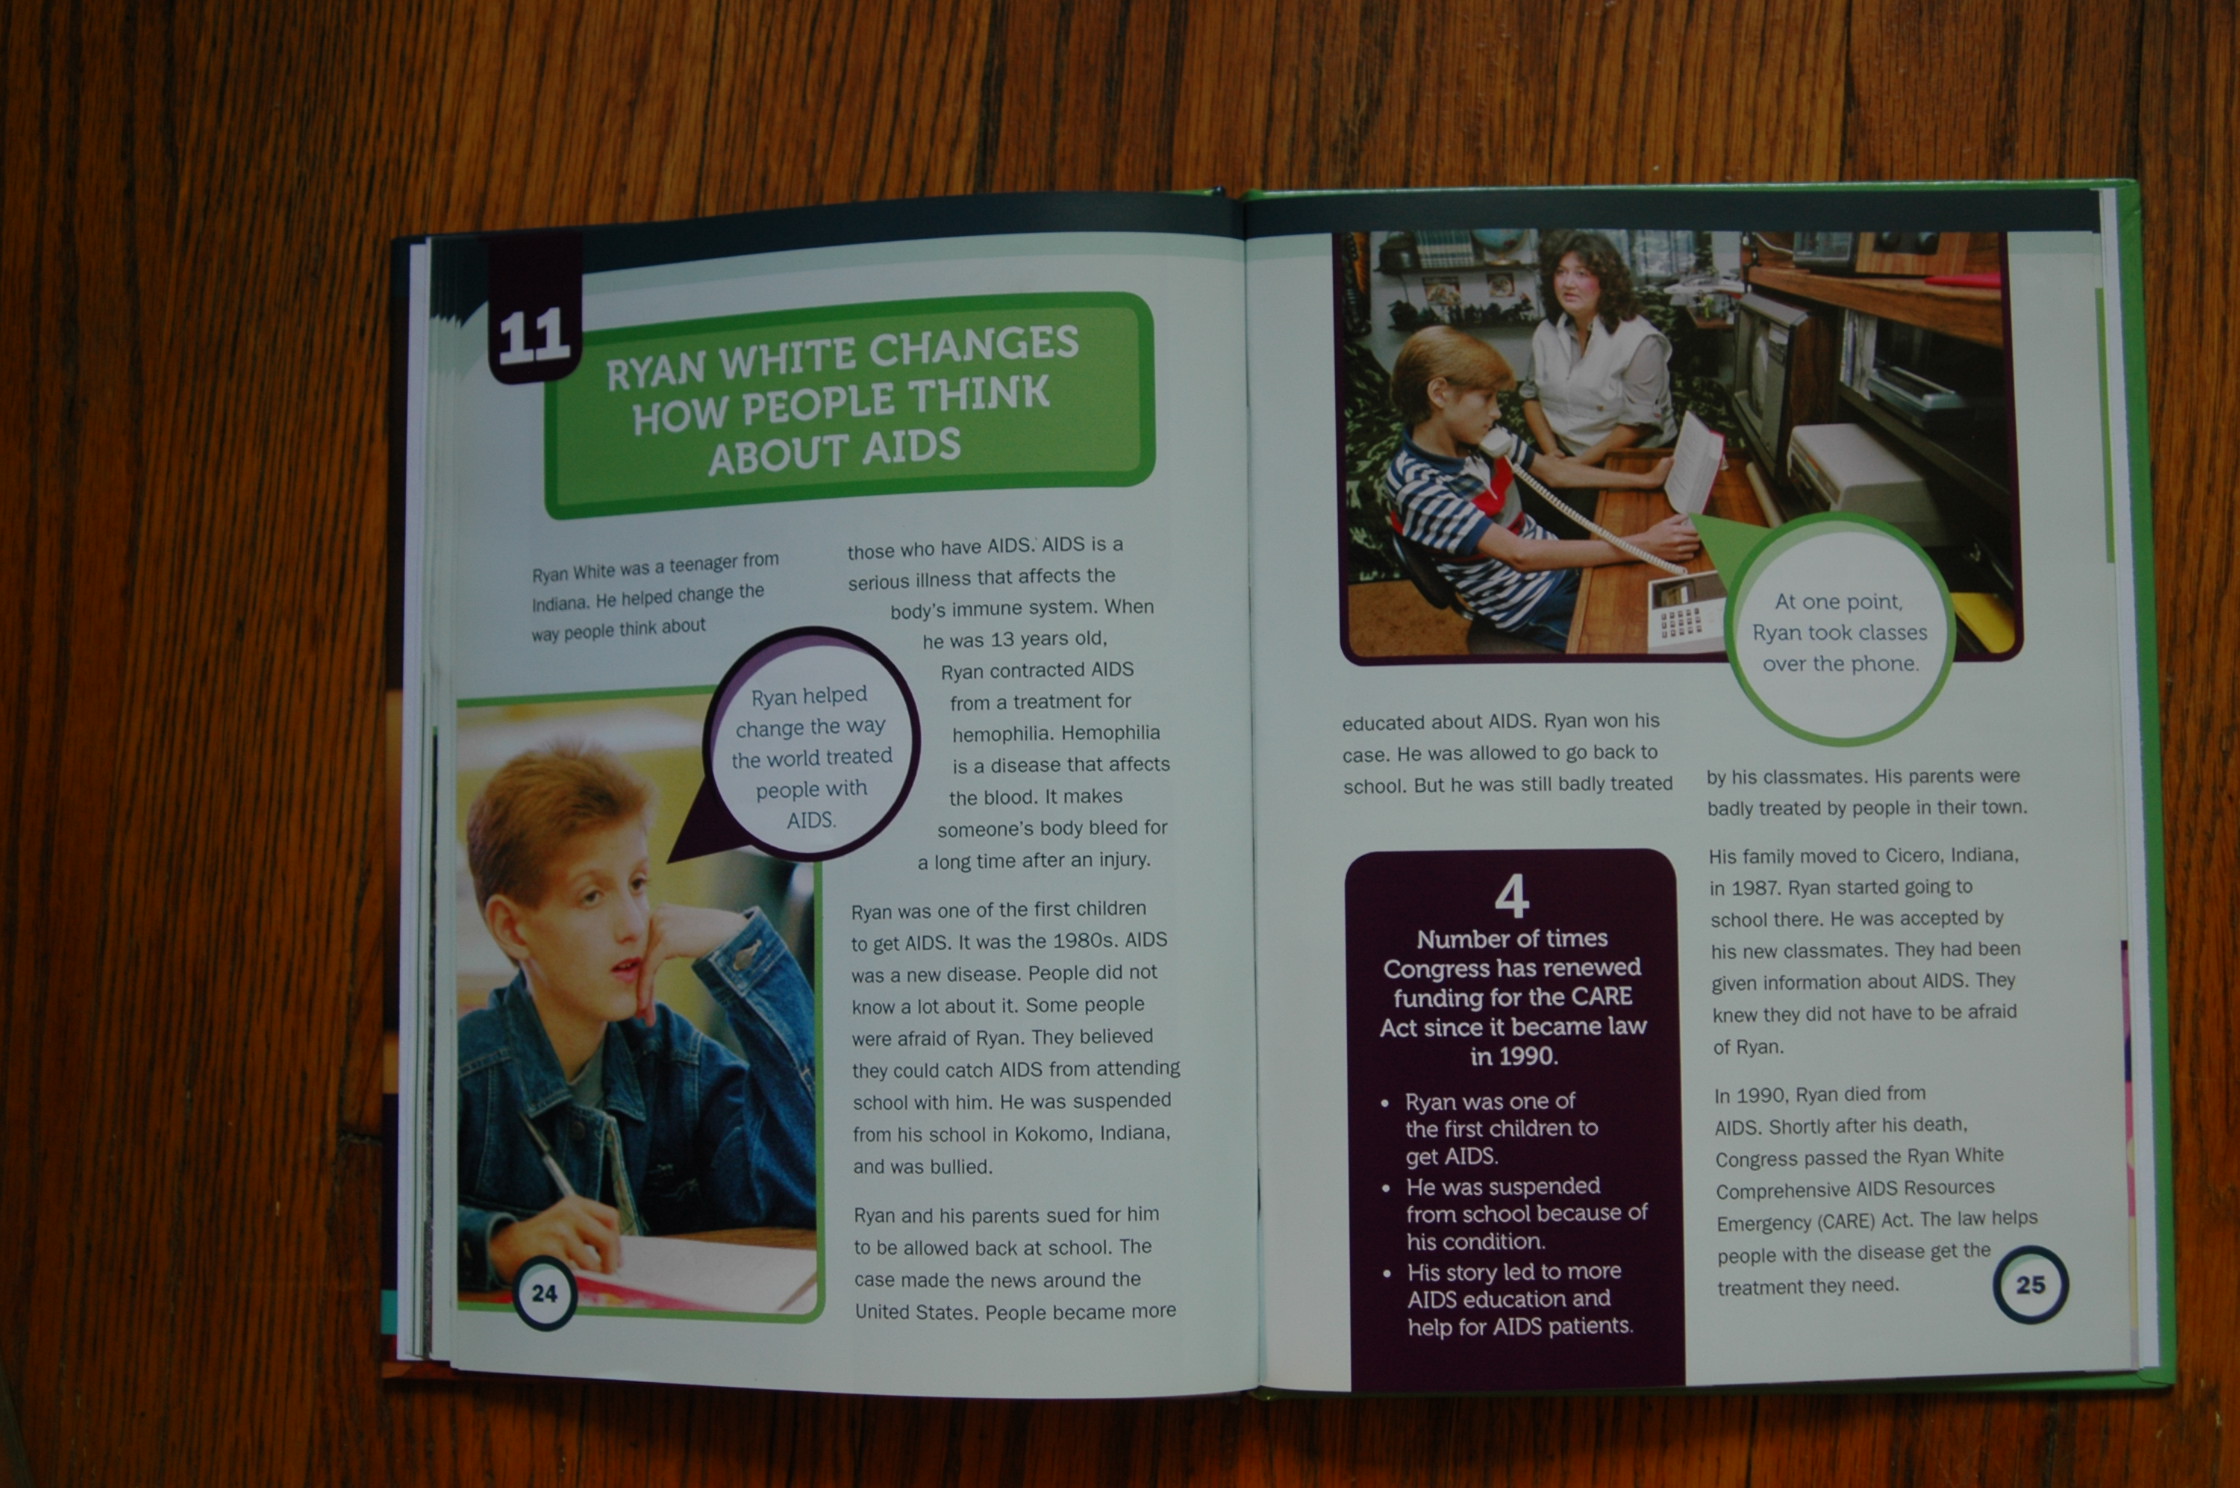 11
RYAN WHITE CHANGES
HOW PEOPLE THINK
ABOUT AIDS
Ryan White was a teenager from
Indiana. He helped change the
way people think about
those who have AIDS. AIDS is a
serious illness that affects the
body's immune system. When
he was 13 years old,
Ryan contracted AIDS
from a treatment for
hemophilia. Hemophilia
is a disease that affects
the blood. It makes
someone's body bleed for
a long time after an injury.
Ryan was one of the first children
to get AIDS. It was the 1980s. AIDS
was a new disease. People did not
know a lot about it. Some people
were afraid of Ryan. They believed
they could catch AIDS from attending
school with him. He was suspended
from his school in Kokomo, Indiana,
and was bullied.
Ryan and his parents sued for him
to be allowed back at school. The
case made the news around the
United States. People became more
Ryan helped
change the way
the world treated
people with
AIDS.
24
At one point,
Ryan took classes
over the phone.
educated about AIDS. Ryan won his
case. He was allowed to go back to
school. But he was still badly treated
by his classmates. His parents were
badly treated by people in their town.
His family moved to Cicero, Indiana,
in 1987. Ryan started going to
school there. He was accepted by
his new classmates. They had been
given information about AIDS. They
knew they did not have to be afraid
of Ryan.
In 1990, Ryan died from
AIDS. Shortly after his death,
Congress passed the Ryan White
Comprehensive AIDS Resources
Emergency (CARE) Act. The law helps
people with the disease get the
treatment they need.
4
Number of times
Congress has renewed
funding for the CARE
Act since it became law
in 1990.
• Ryan was one of
the first children to
get AIDS.
• He was suspended
from school because of
his condition.
• His story led to more
AIDS education and
help for AIDS patients.
25